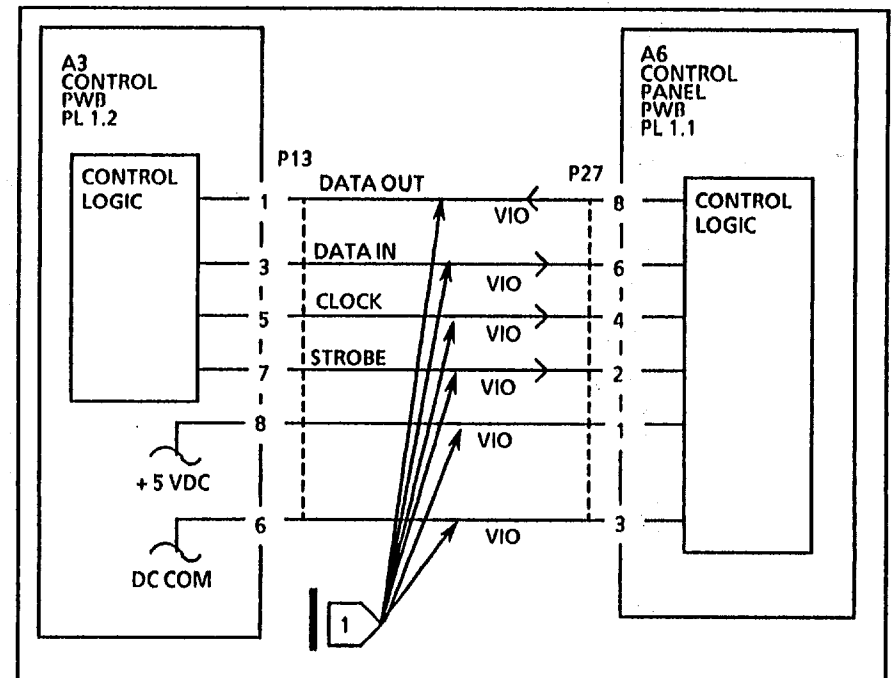 A3
CONTROL
PWB
PL 1.2
A6
CONTROL
PANEL
PWB
PL 1.1
P13
P27
CONTROL
LOGIC
CONTROL
LOGIC
1 DATA OUT VIO 8
3 DATA IN VIO 6
5 CLOCK VIO 4
7 STROBE VIO 2
8 VIO 1
+5 VDC
6 VIO 3
DC COM
1